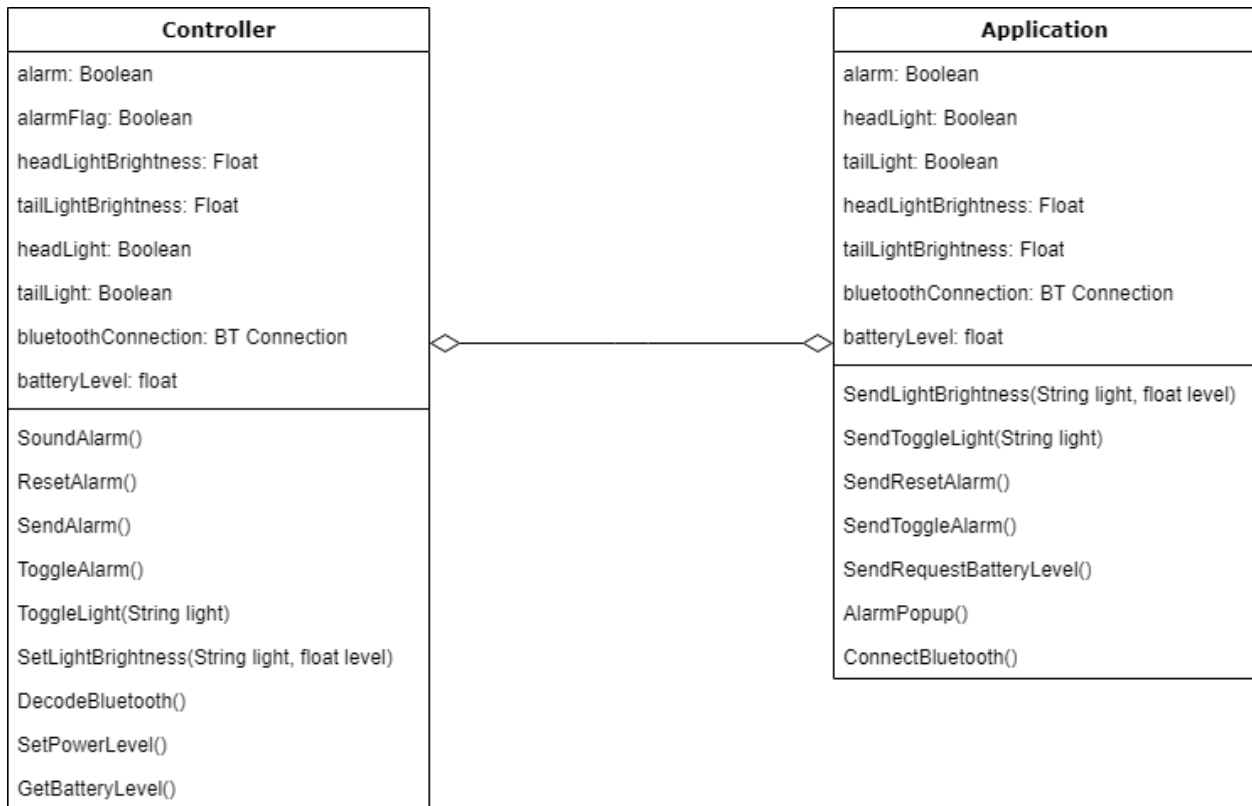 Controller
alarm: Boolean
alarmFlag: Boolean
headLightBrightness: Float
tailLightBrightness: Float
headLight: Boolean
tailLight: Boolean
bluetoothConnection: BT Connection
batteryLevel: float
SoundAlarm()
ResetAlarm()
SendAlarm()
ToggleAlarm()
ToggleLight(String light)
SetLightBrightness(String light, float level)
DecodeBluetooth()
SetPowerLevel()
GetBatteryLevel()
Application
alarm: Boolean
headLight: Boolean
tailLight: Boolean
headLightBrightness: Float
tailLightBrightness: Float
bluetoothConnection: BT Connection
batteryLevel: float
SendLightBrightness(String light, float level)
SendToggleLight(String light)
SendResetAlarm()
SendToggleAlarm()
SendRequestBatteryLevel()
AlarmPopup()
ConnectBluetooth()